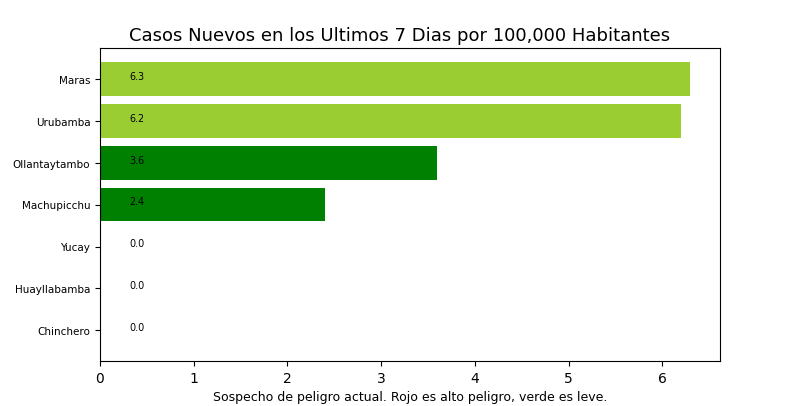 Casos Nuevos en los Ultimos 7 Dias por 100,000 Habitantes
Maras 6.3
Urubamba 6.2
Ollantaytambo 3.6
Machupicchu 2.4
Yucay 0.0
Huayllabamba 0.0
Chinchero 0.0
0 1 2 3 4 5 6
Sospecho de peligro actual. Rojo es alto peligro, verde es leve.